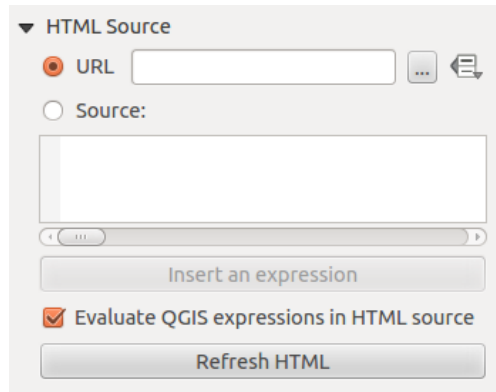 HTML Source
URL ...
Source:
Insert an expression
Evaluate QGIS expressions in HTML source
Refresh HTML